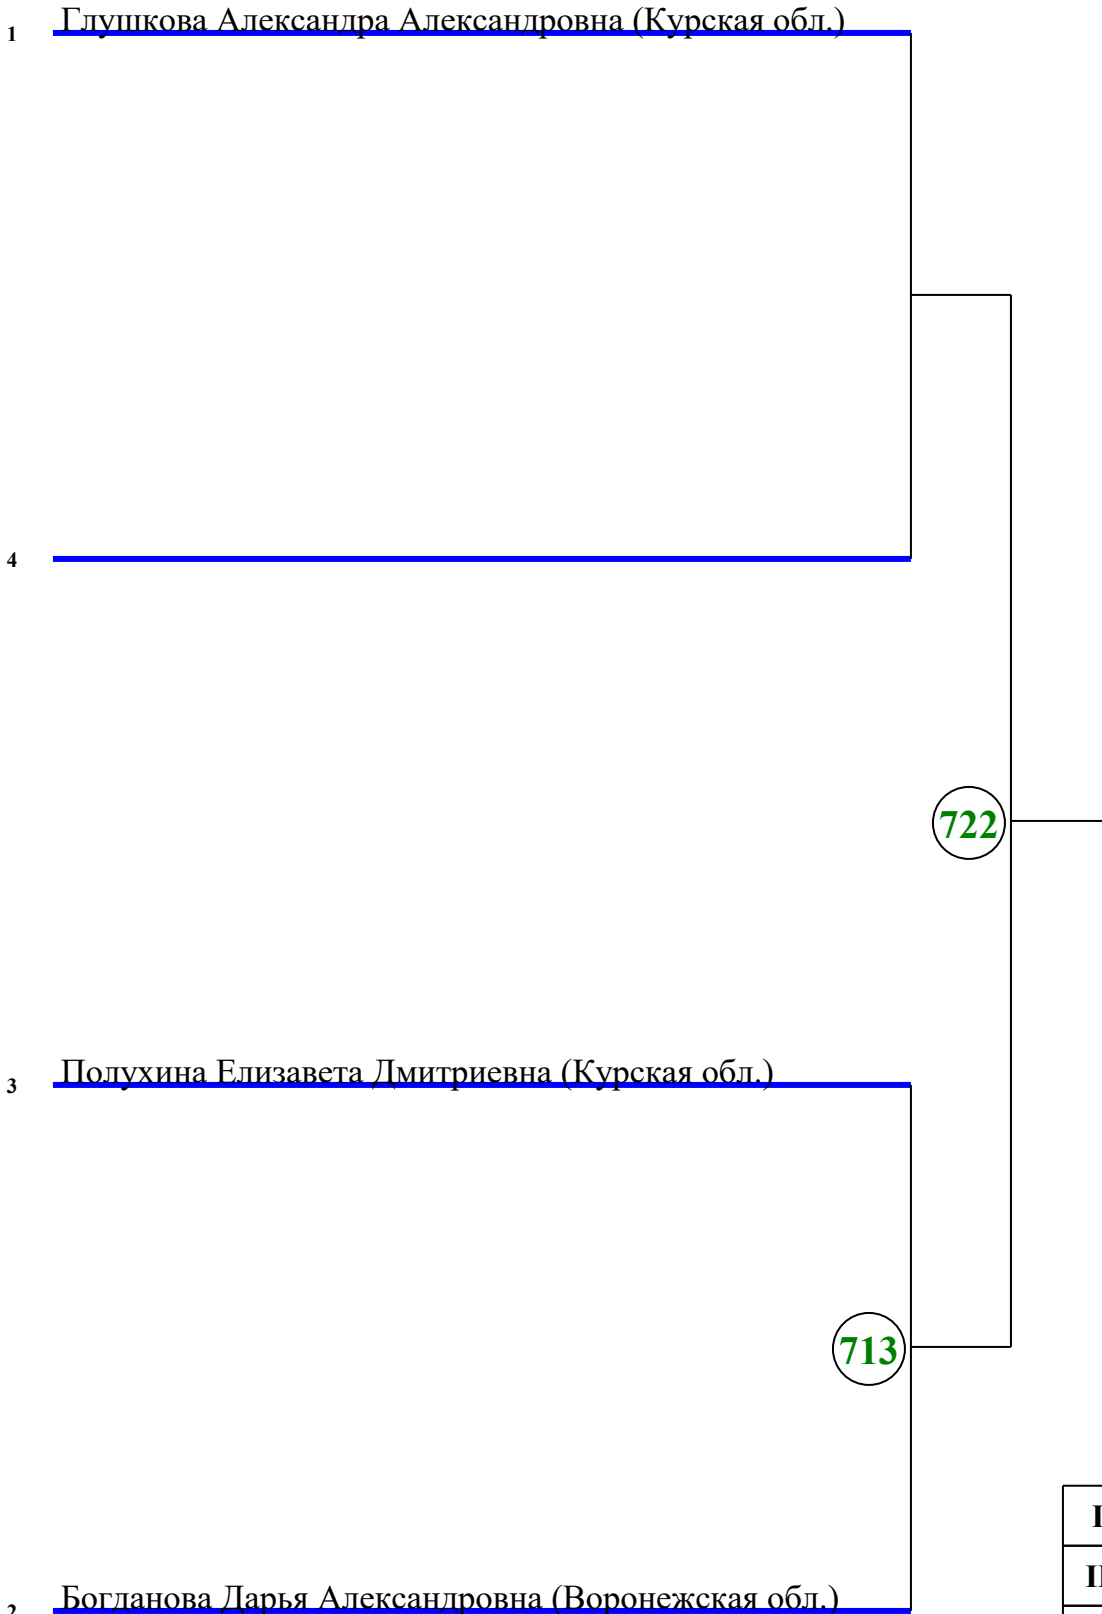 1 Глушкова Александра Александровна (Курская обл.)
4
722
3 Полухина Елизавета Дмитриевна (Курская обл.)
713
I
II
2 Богданова Дарья Александровна (Воронежская обл.)